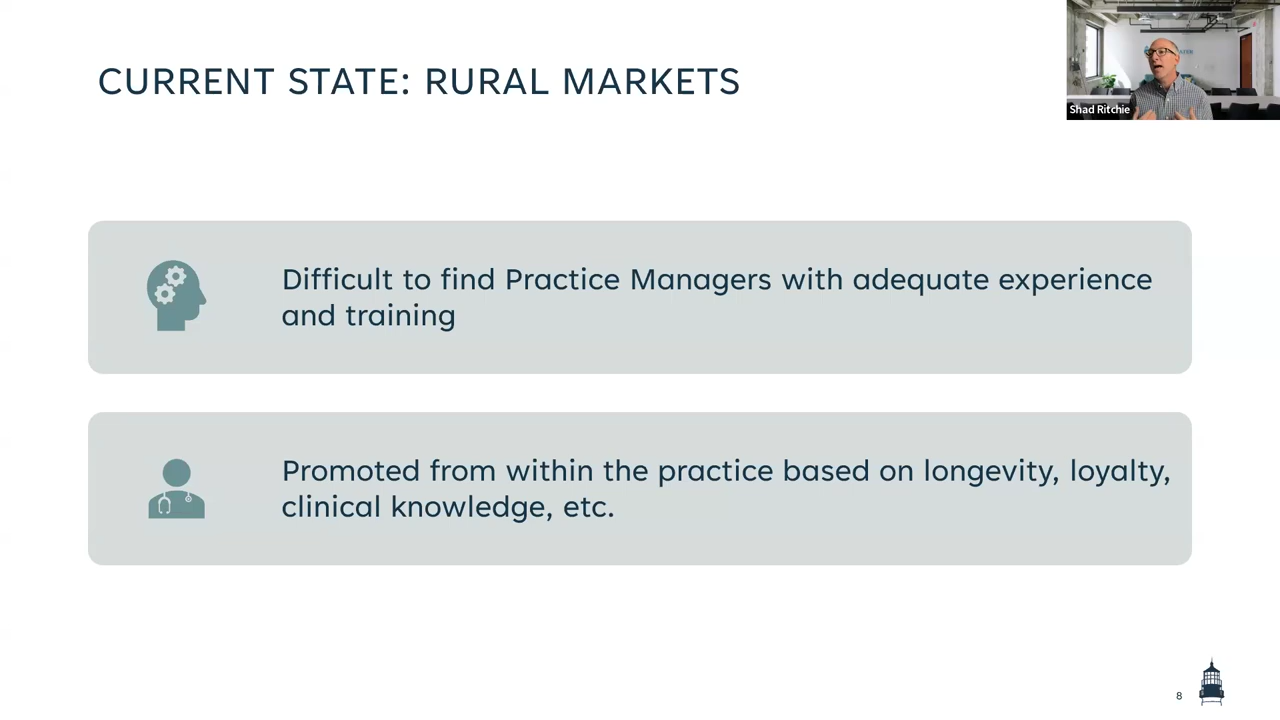 CURRENT STATE: RURAL MARKETS
Shad Ritchie
Difficult to find Practice Managers with adequate experience
and training
Promoted from within the practice based on longevity, loyalty,
clinical knowledge, etc.
8